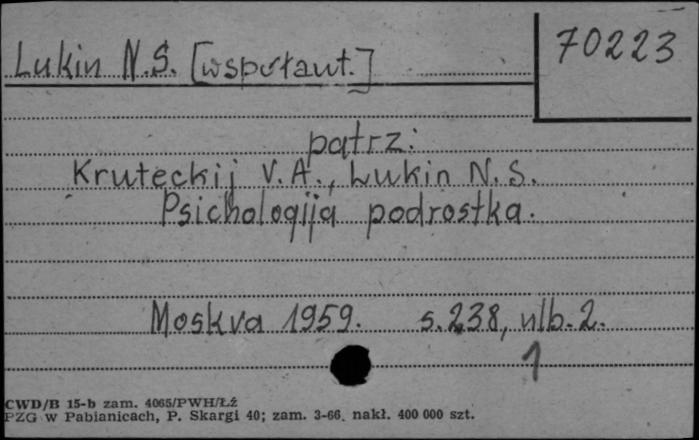 Lukin N.S. [współaut.]
70223
patrz:
Kruteckij V.A., Lukin N.S.
Psichologija podrostka.
Moskva 1959. s.238, nlb.2.
1
CWD/B 15-b zam. 4065/PWH/Łż
PZG w Pabianicach, P. Skargi 40; zam. 3-66. nakł. 400 000 szt.